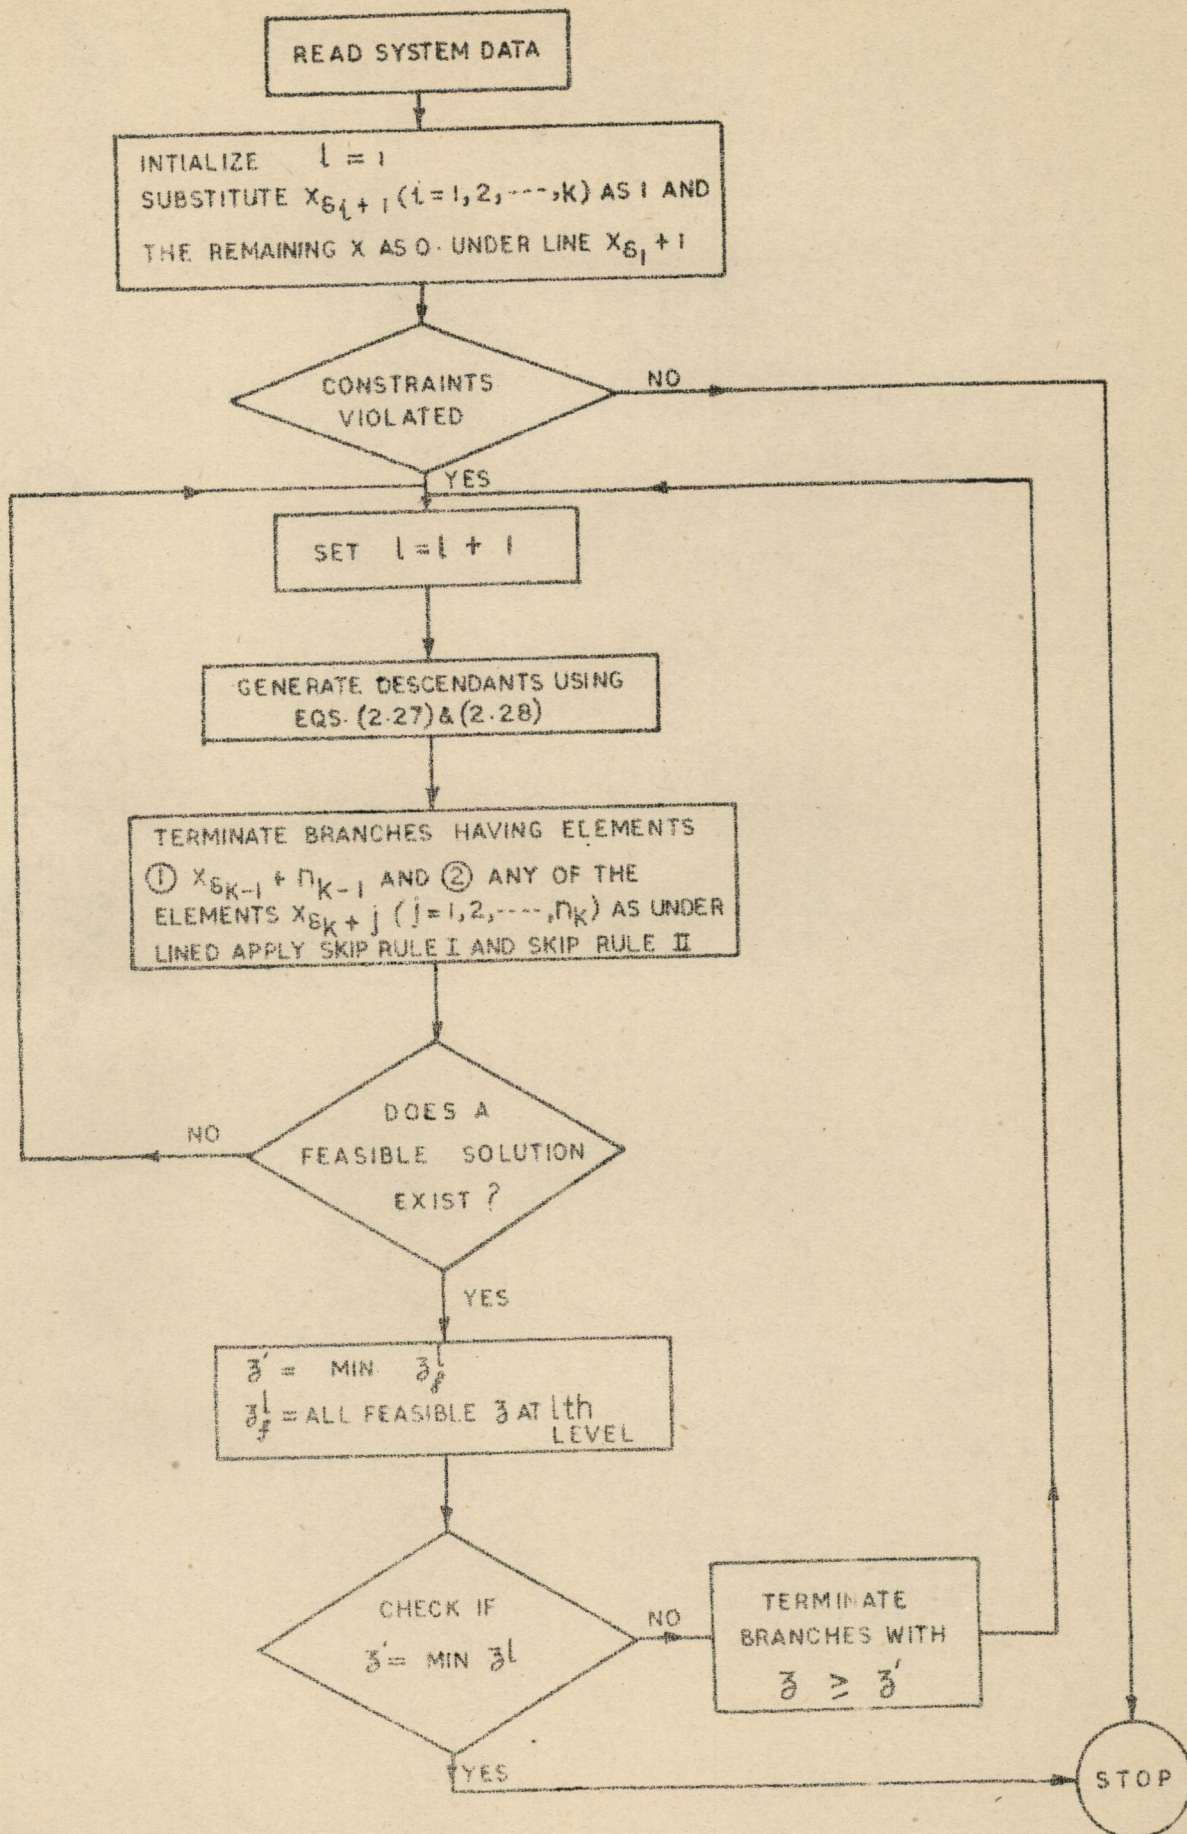 READ SYSTEM DATA
INTIALIZE l = 1
SUBSTITUTE X_{δ_i + 1} (i = 1, 2, ---, K) AS 1 AND
THE REMAINING X AS 0. UNDER LINE X_{δ_1} + 1
CONSTRAINTS
VIOLATED
NO
YES
SET l = l + 1
GENERATE DESCENDANTS USING
EQS. (2.27) & (2.28)
TERMINATE BRANCHES HAVING ELEMENTS
① X_{δ_{K-1}} + n_{K-1} AND ② ANY OF THE
ELEMENTS X_{δ_K + j} (j = 1, 2, ----, n_K) AS UNDER
LINED APPLY SKIP RULE I AND SKIP RULE II
DOES A
FEASIBLE SOLUTION
EXIST ?
NO
YES
ʒ' = MIN ʒ_f^l
ʒ_f^l = ALL FEASIBLE ʒ AT lth
LEVEL
CHECK IF
ʒ' = MIN ʒ^l
NO
TERMINATE
BRANCHES WITH
ʒ ≥ ʒ'
YES
STOP